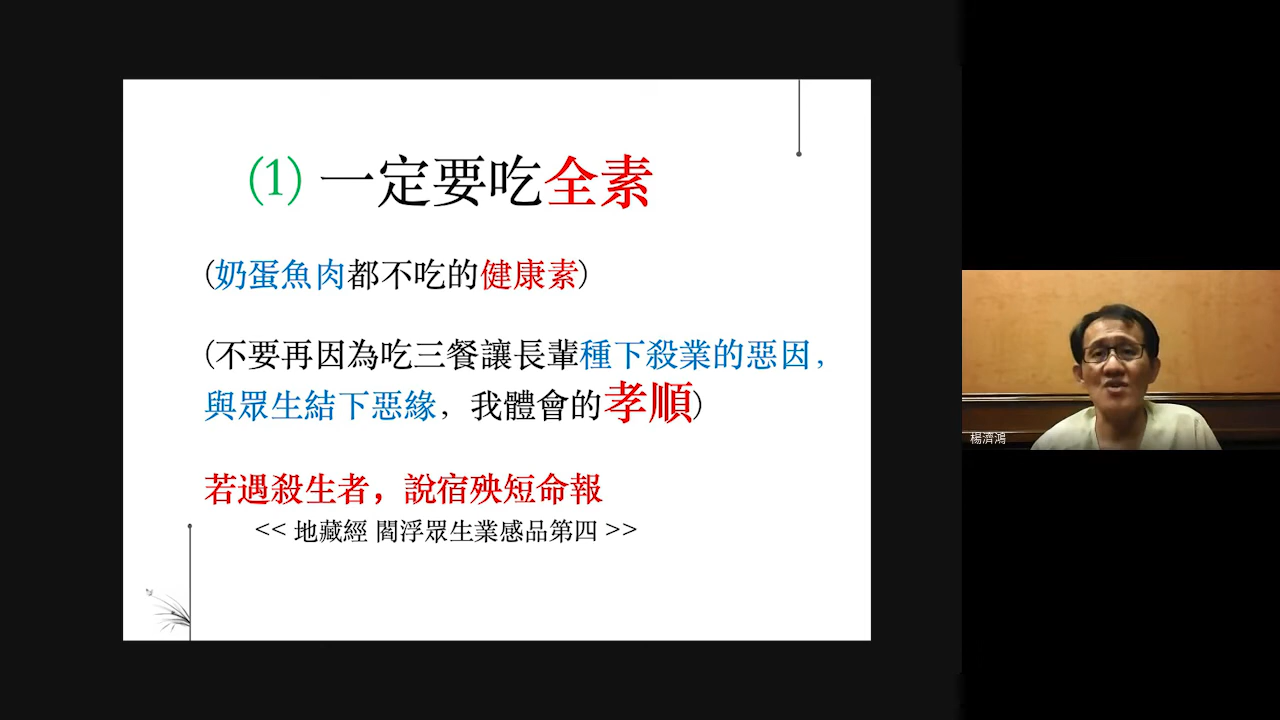 (1) 一定要吃全素
(奶蛋魚肉都不吃的健康素)
(不要再因為吃三餐讓長輩種下殺業的惡因,
與眾生結下惡緣, 我體會的孝順)
若遇殺生者, 說宿殃短命報
<< 地藏經 閻浮眾生業感品第四 >>
楊濟鴻